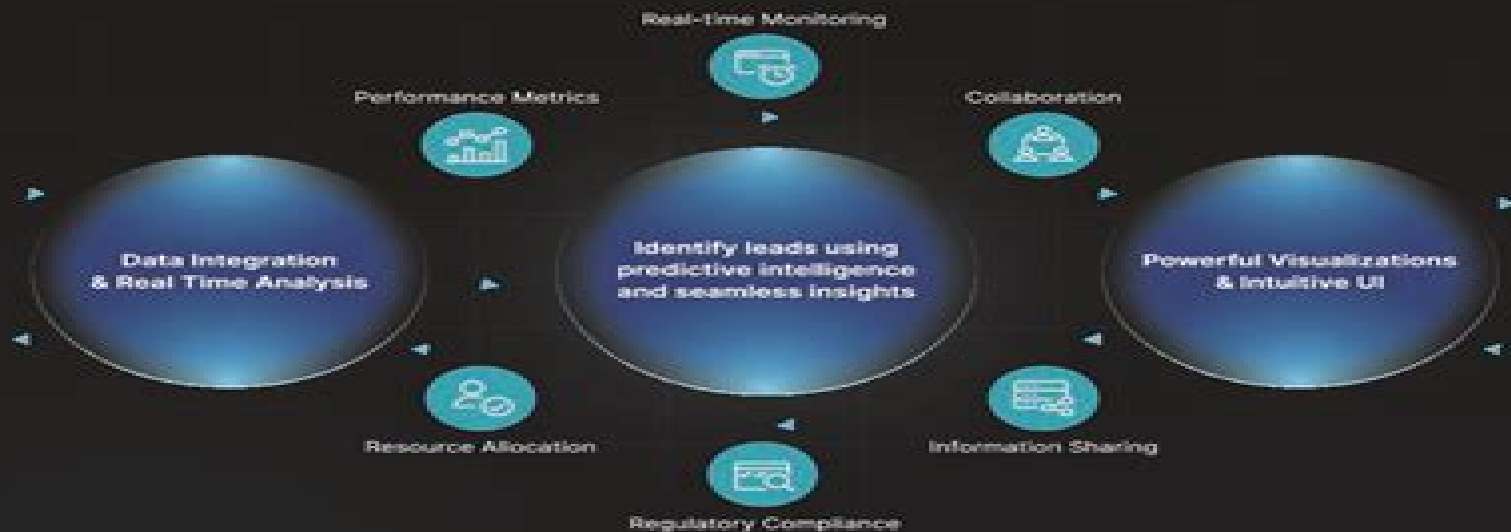 Real-time Monitoring
Performance Metrics
Collaboration
Data Integration
& Real Time Analysis
Identify leads using
predictive intelligence
and seamless insights
Powerful Visualizations
& Intuitive UI
Resource Allocation
Information Sharing
Regulatory Compliance